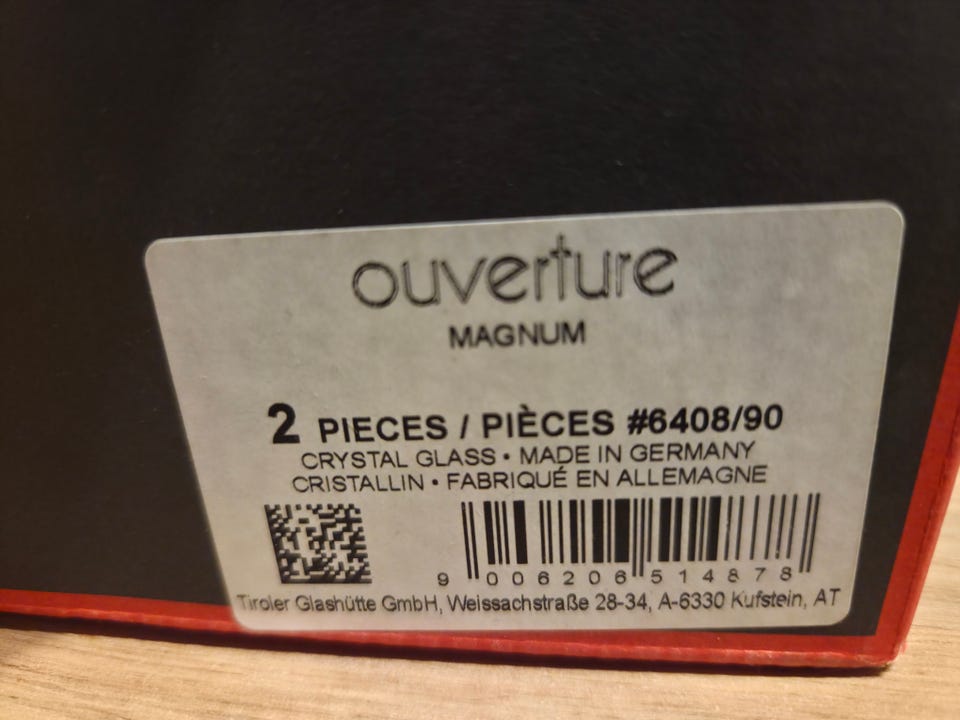 ouverture
MAGNUM
2 PIECES / PIÈCES #6408/90
CRYSTAL GLASS • MADE IN GERMANY
CRISTALLIN • FABRIQUÉ EN ALLEMAGNE
9 006206 514878
Tiroler Glashütte GmbH, Weissachstraße 28-34, A-6330 Kufstein, AT